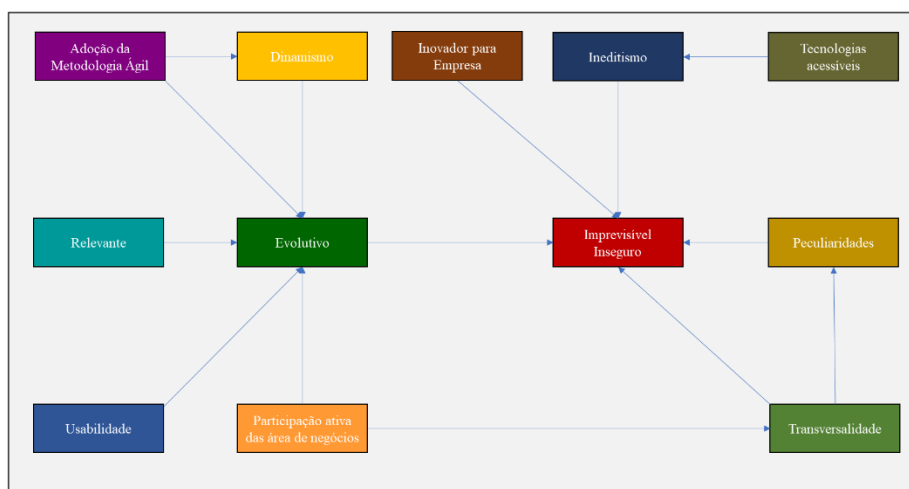 Adoção da
Metodologia Ágil
Dinamismo
Inovador para
Empresa
Ineditismo
Tecnologias
acessíveis
Relevante
Evolutivo
Imprevisível
Inseguro
Peculiaridades
Usabilidade
Participação ativa
das área de negócios
Transversalidade